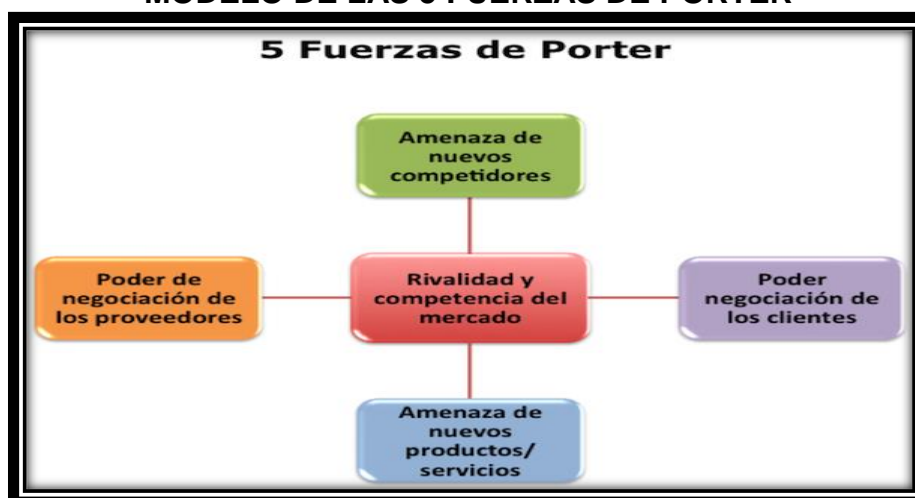 MODELO DE LAS 5 FUERZAS DE PORTER
5 Fuerzas de Porter
Amenaza de
nuevos
competidores
Poder de
negociación de
los proveedores
Rivalidad y
competencia del
mercado
Poder
negociación de
los clientes
Amenaza de
nuevos
productos/
servicios